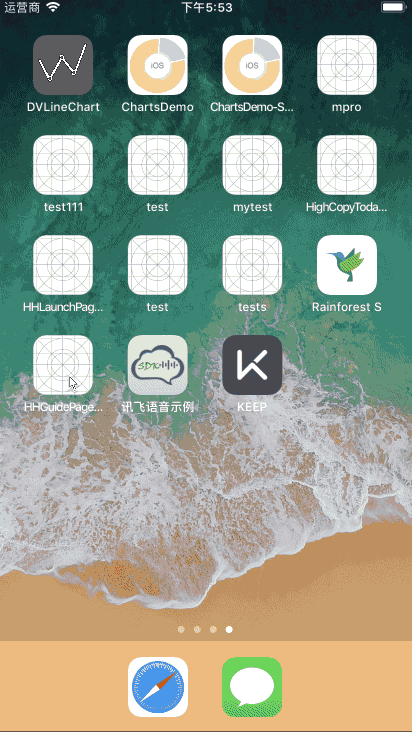 运营商 下午5:53
iOS iOS
DVLineChart ChartsDemo ChartsDemo-S... mpro
test111 test mytest HighCopyToda...
HHLaunchPag... test tests Rainforest S
SDK
HHGuidePage... 讯飞语音示例 KEEP